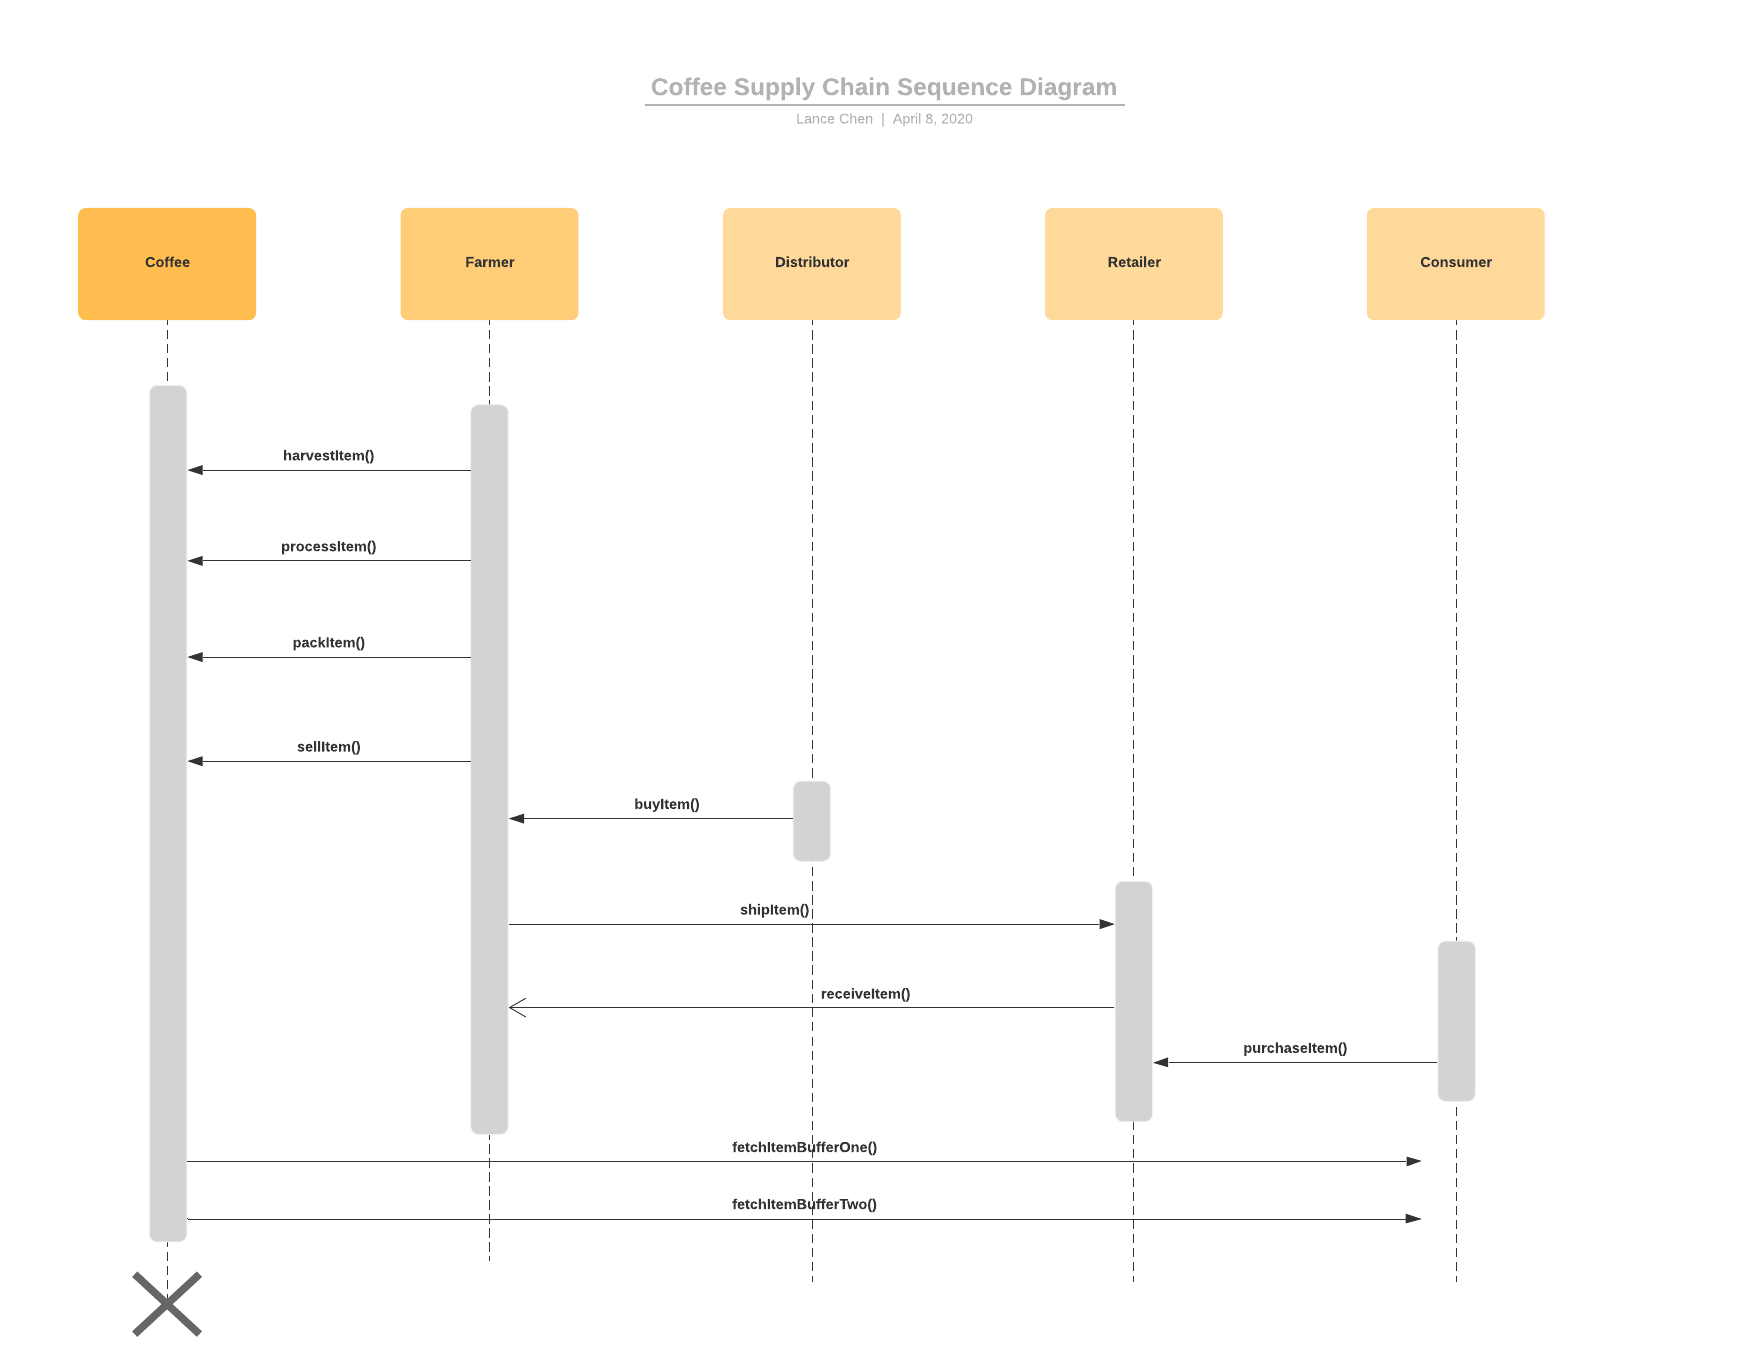 Coffee Supply Chain Sequence Diagram
Lance Chen | April 8, 2020
Coffee
Farmer
Distributor
Retailer
Consumer
harvestItem()
processItem()
packItem()
sellItem()
buyItem()
shipItem()
receiveItem()
purchaseItem()
fetchItemBufferOne()
fetchItemBufferTwo()